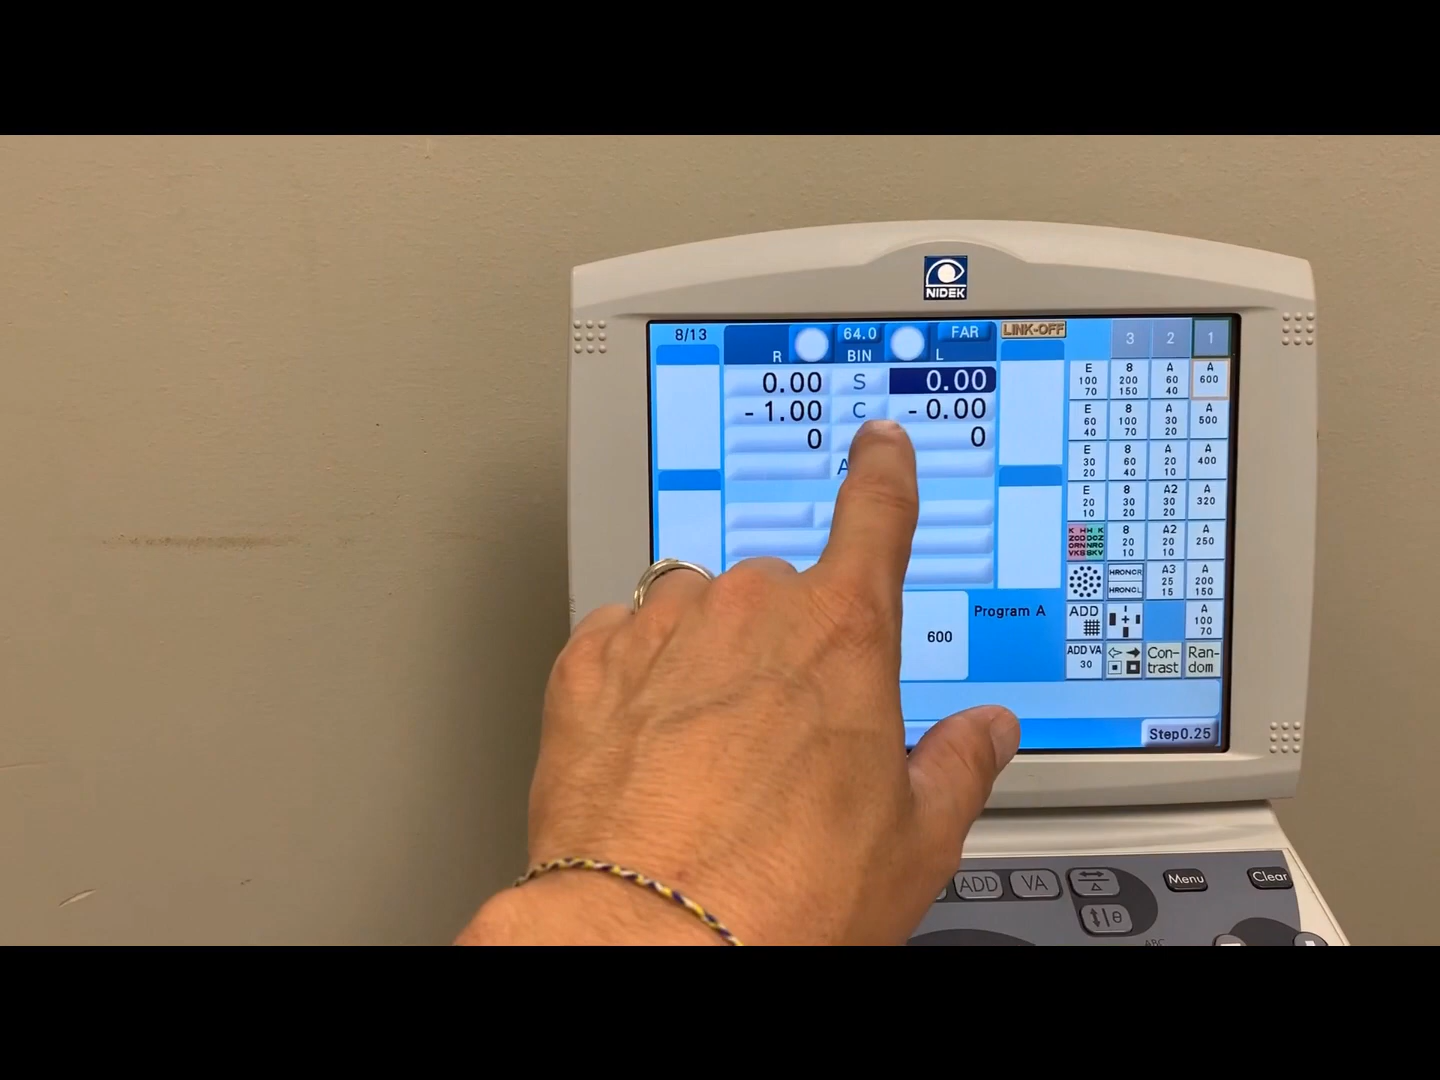 NIDEK
8/13
64.0
FAR
LINK-OFF
R
BIN
L
0.00 S 0.00
- 1.00 C - 0.00
0 0
A
3 2 1
E 100 70
8 200 150
A 60 40
A 600
E 60 40
8 100 70
A 30 20
A 500
E 30 20
8 60 40
A 20 10
A 400
E 20 10
8 30 20
A2 30 20
A 320
8 20 10
A2 20 10
A 250
HRONCR
HRONCL
A3 25 15
A 200 150
ADD
A 100 70
ADD VA 30
Con-
trast
Ran-
dom
Program A
600
Step0.25
ADD
VA
Δ
Menu
Clear
θ
ABC